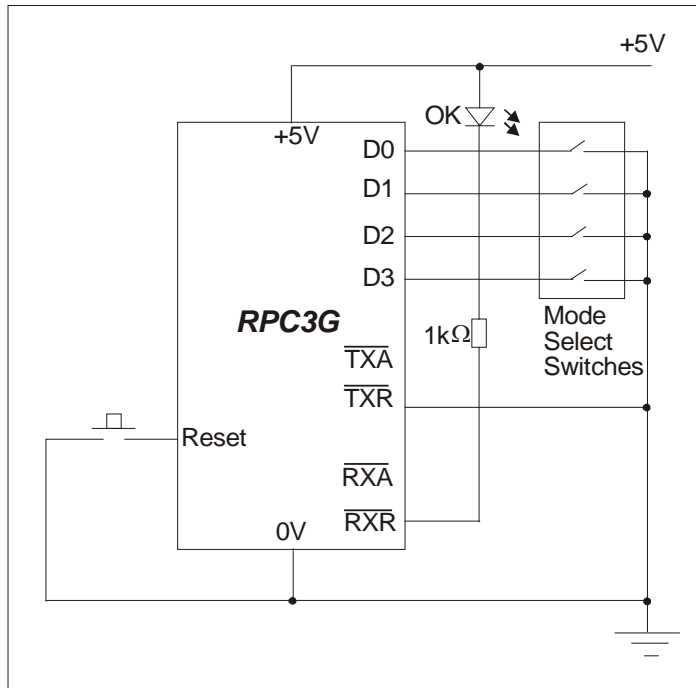 +5V
+5V
OK
D0
D1
D2
D3
RPC3G
1kΩ
Mode
Select
Switches
TXA
TXR
Reset
RXA
RXR
0V